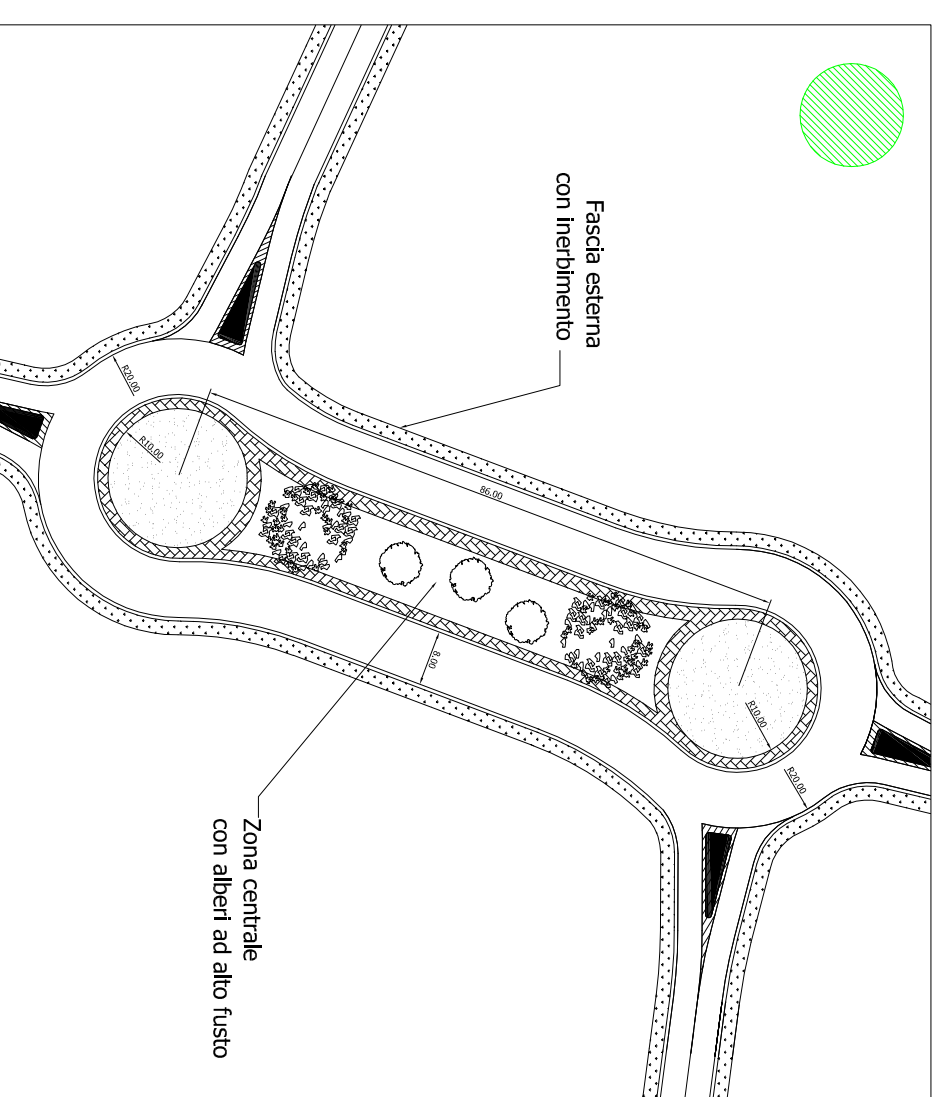 Fascia esterna
con inerbimento
R20.00
R10.00
86.00
8.00
R10.00
R20.00
Zona centrale
con alberi ad alto fusto